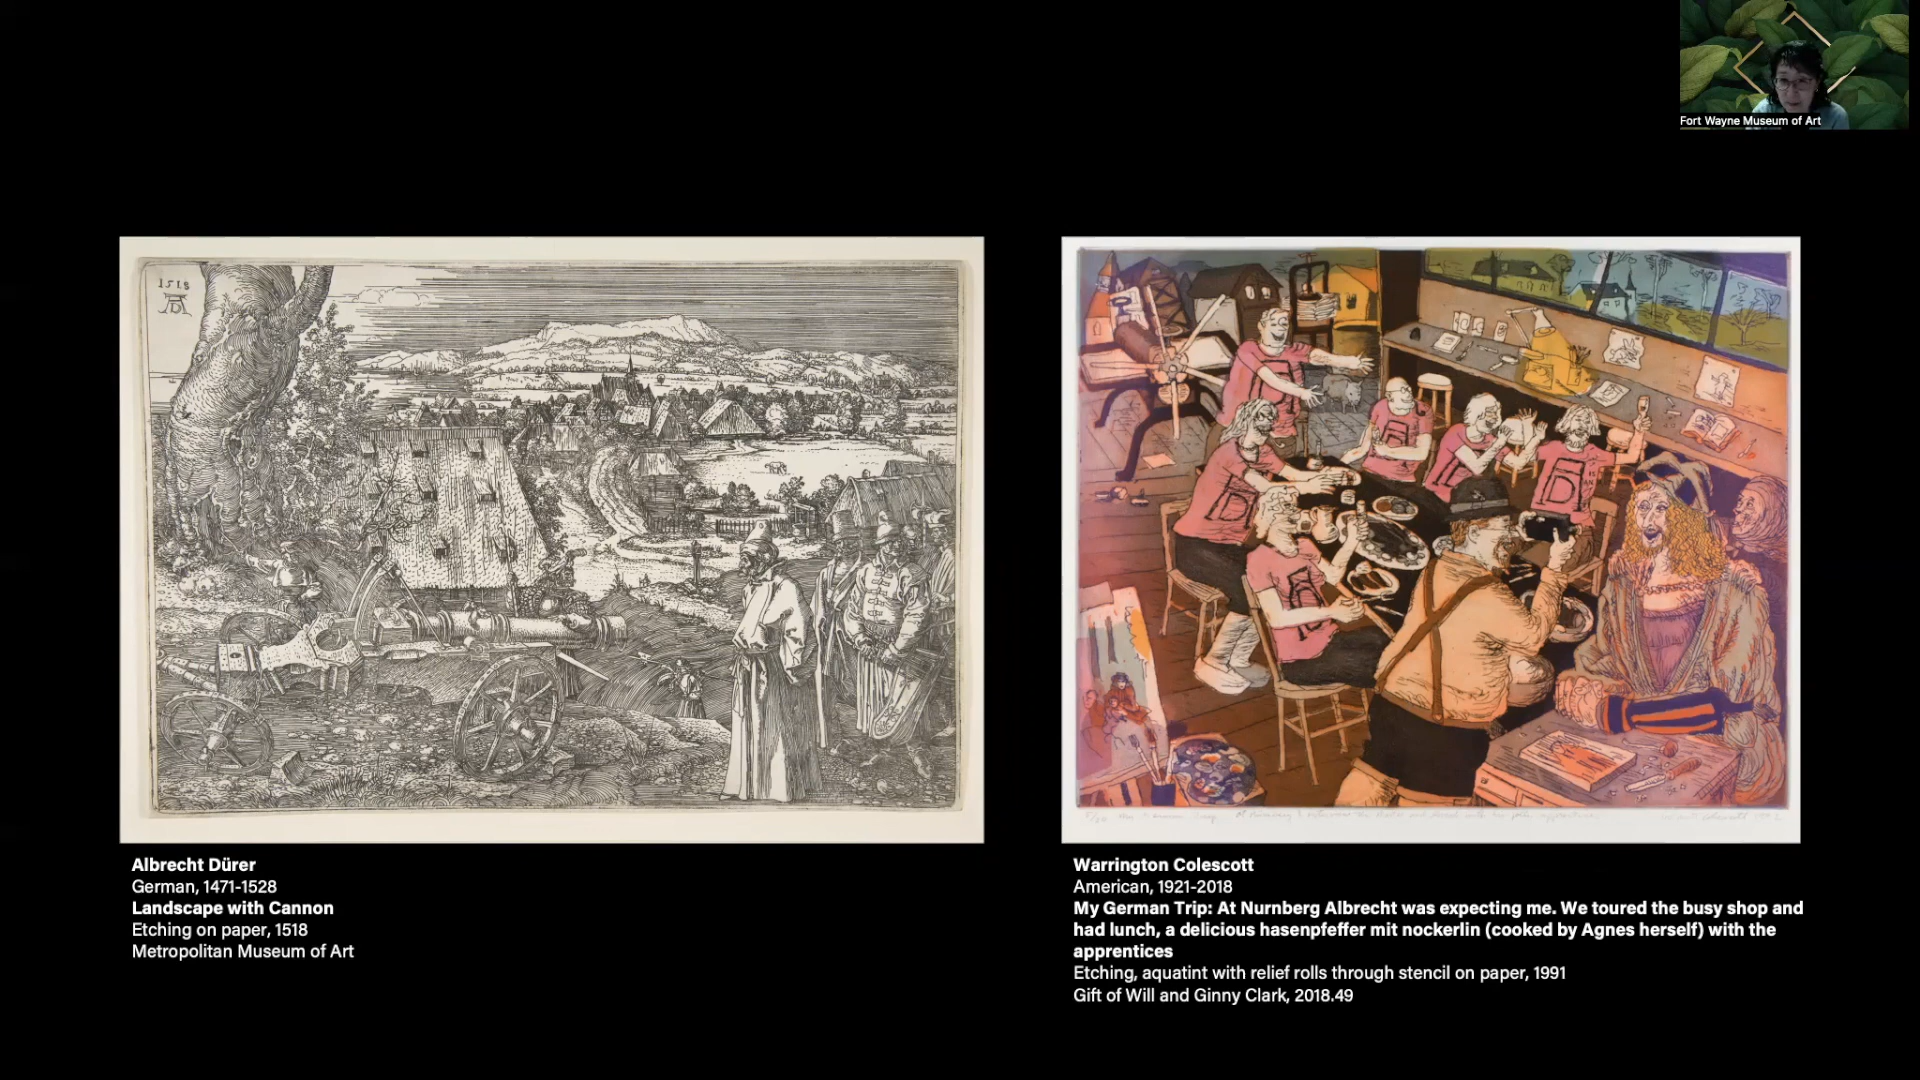 Fort Wayne Museum of Art
1518
AD
Albrecht Dürer
German, 1471-1528
Landscape with Cannon
Etching on paper, 1518
Metropolitan Museum of Art
Warrington Colescott
American, 1921-2018
My German Trip: At Nurnberg Albrecht was expecting me. We toured the busy shop and
had lunch, a delicious hasenpfeffer mit nockerlin (cooked by Agnes herself) with the
apprentices
Etching, aquatint with relief rolls through stencil on paper, 1991
Gift of Will and Ginny Clark, 2018.49